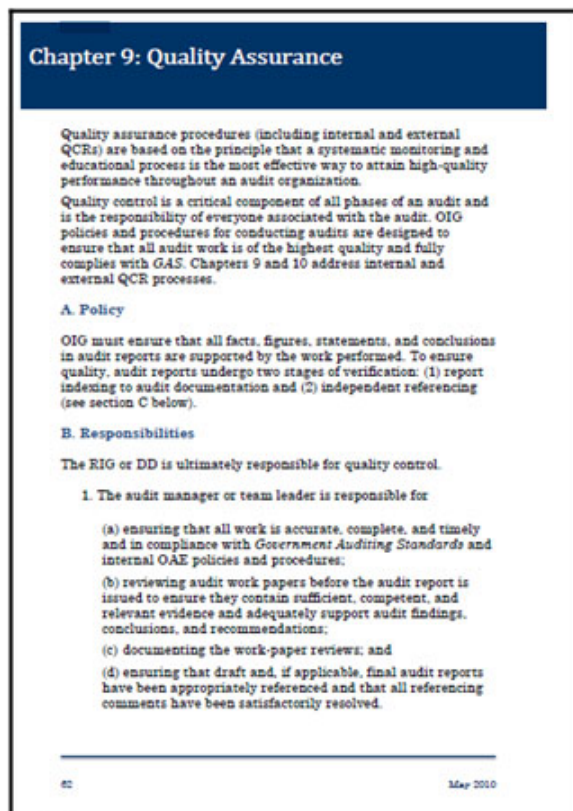 Chapter 9: Quality Assurance
Quality assurance procedures (including internal and external
QCRs) are based on the principle that a systematic monitoring and
educational process is the most effective way to attain high-quality
performance throughout an audit organization.
Quality control is a critical component of all phases of an audit and
is the responsibility of everyone associated with the audit. OIG
policies and procedures for conducting audits are designed to
ensure that all audit work is of the highest quality and fully
complies with GAS. Chapters 9 and 10 address internal and
external QCR processes.
A. Policy
OIG must ensure that all facts, figures, statements, and conclusions
in audit reports are supported by the work performed. To ensure
quality, audit reports undergo two stages of verification: (1) report
indexing to audit documentation and (2) independent referencing
(see section C below).
B. Responsibilities
The RIG or DD is ultimately responsible for quality control.
1. The audit manager or team leader is responsible for
(a) ensuring that all work is accurate, complete, and timely
and in compliance with Government Auditing Standards and
internal OAE policies and procedures;
(b) reviewing audit work papers before the audit report is
issued to ensure they contain sufficient, competent, and
relevant evidence and adequately support audit findings,
conclusions, and recommendations;
(c) documenting the work-paper reviews; and
(d) ensuring that draft and, if applicable, final audit reports
have been appropriately referenced and that all referencing
comments have been satisfactorily resolved.
62 May 2010